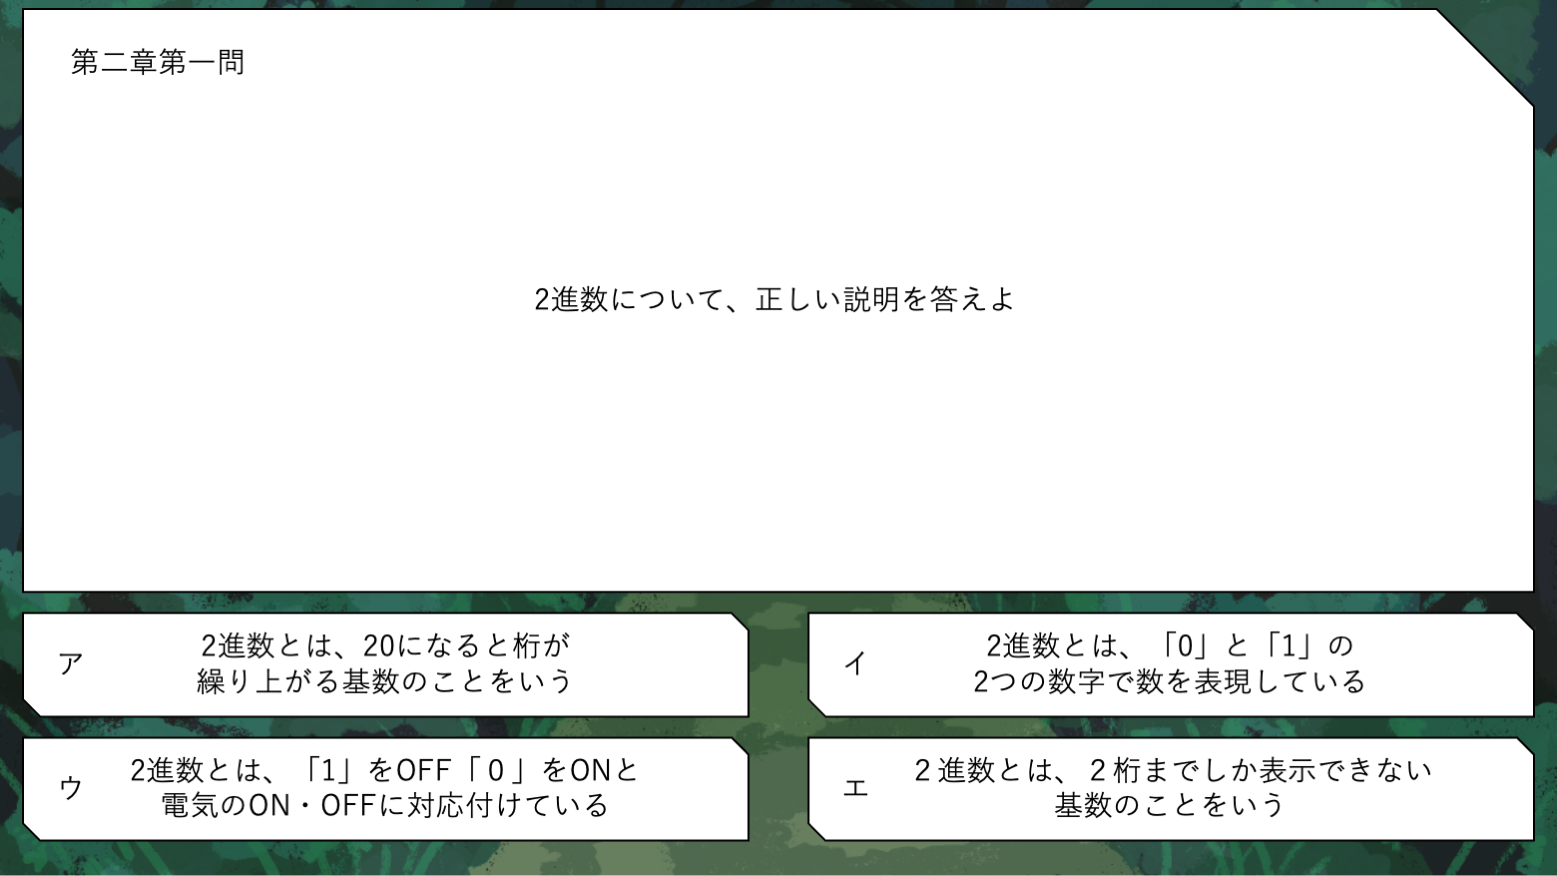 第二章第一問
2進数について、正しい説明を答えよ
ア
2進数とは、20になると桁が
繰り上がる基数のことをいう
イ
2進数とは、「0」と「1」の
2つの数字で数を表現している
ウ
2進数とは、「1」をOFF「０」をONと
電気のON・OFFに対応付けている
エ
２進数とは、２桁までしか表示できない
基数のことをいう